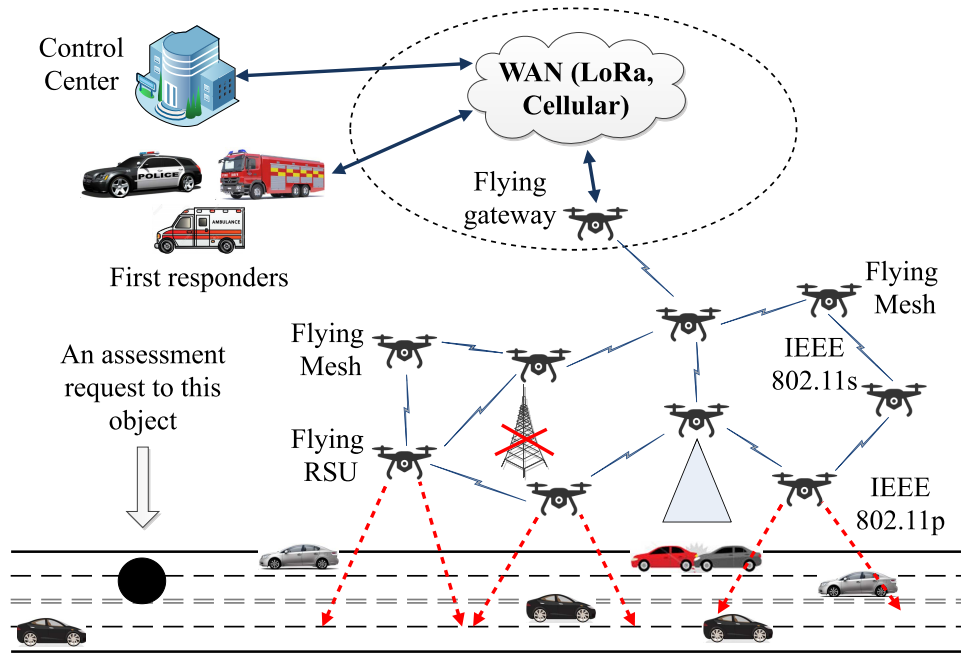 Control
Center
WAN (LoRa,
Cellular)
POLICE
AMBULANCE
First responders
Flying
gateway
Flying
Mesh
Flying
Mesh
IEEE
802.11s
An assessment
request to this
object
Flying
RSU
IEEE
802.11p